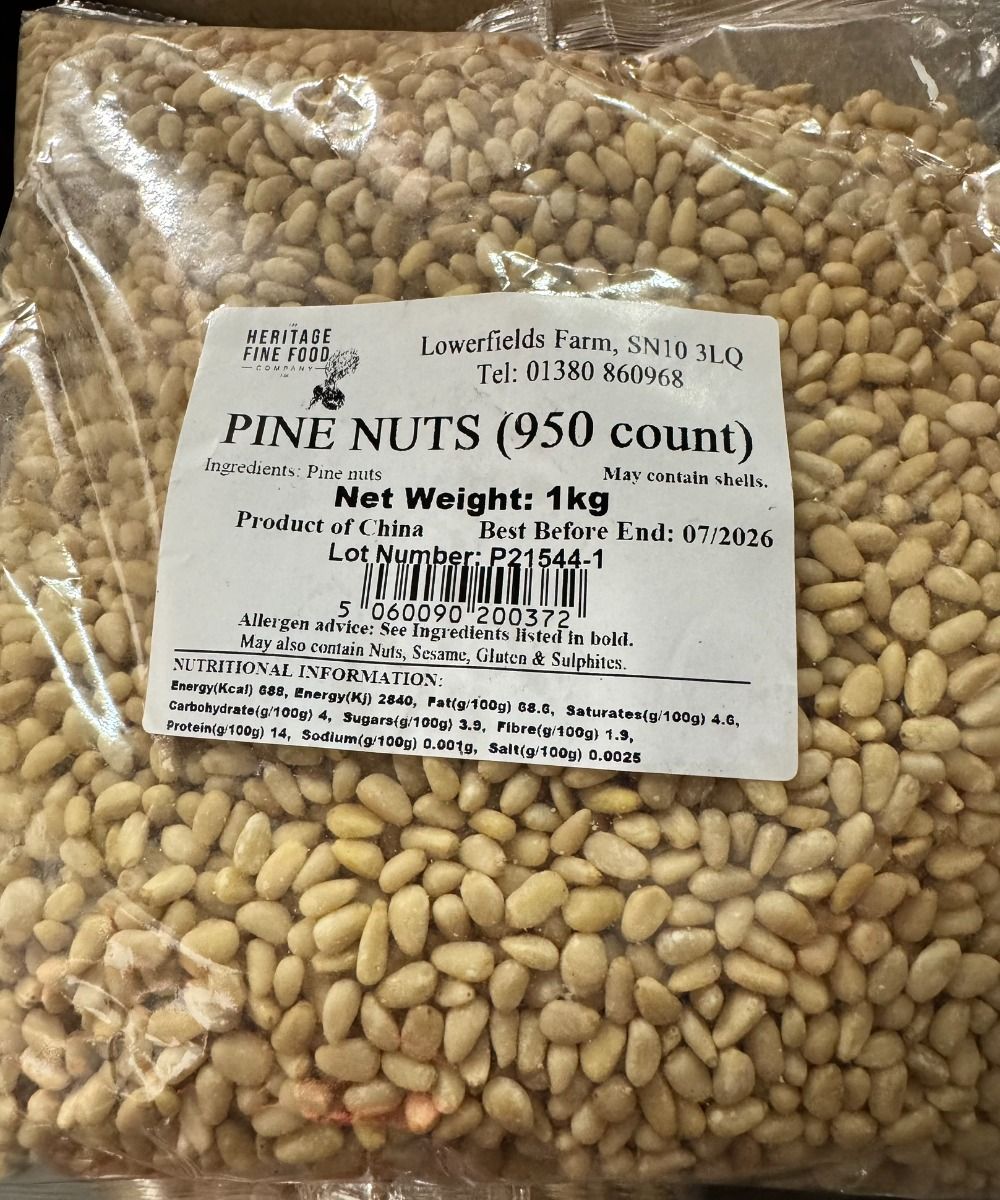 THE
HERITAGE
FINE FOOD
COMPANY
Lowerfields Farm, SN10 3LQ
Tel: 01380 860968
PINE NUTS (950 count)
Ingredients: Pine nuts
May contain shells.
Net Weight: 1kg
Product of China Best Before End: 07/2026
Lot Number: P21544-1
5 060090 200372
Allergen advice: See Ingredients listed in bold.
May also contain Nuts, Sesame, Gluten & Sulphites.
NUTRITIONAL INFORMATION:
Energy(Kcal) 688, Energy(Kj) 2840, Fat(g/100g) 68.6, Saturates(g/100g) 4.6,
Carbohydrate(g/100g) 4, Sugars(g/100g) 3.9, Fibre(g/100g) 1.9,
Protein(g/100g) 14, Sodium(g/100g) 0.001g, Salt(g/100g) 0.0025